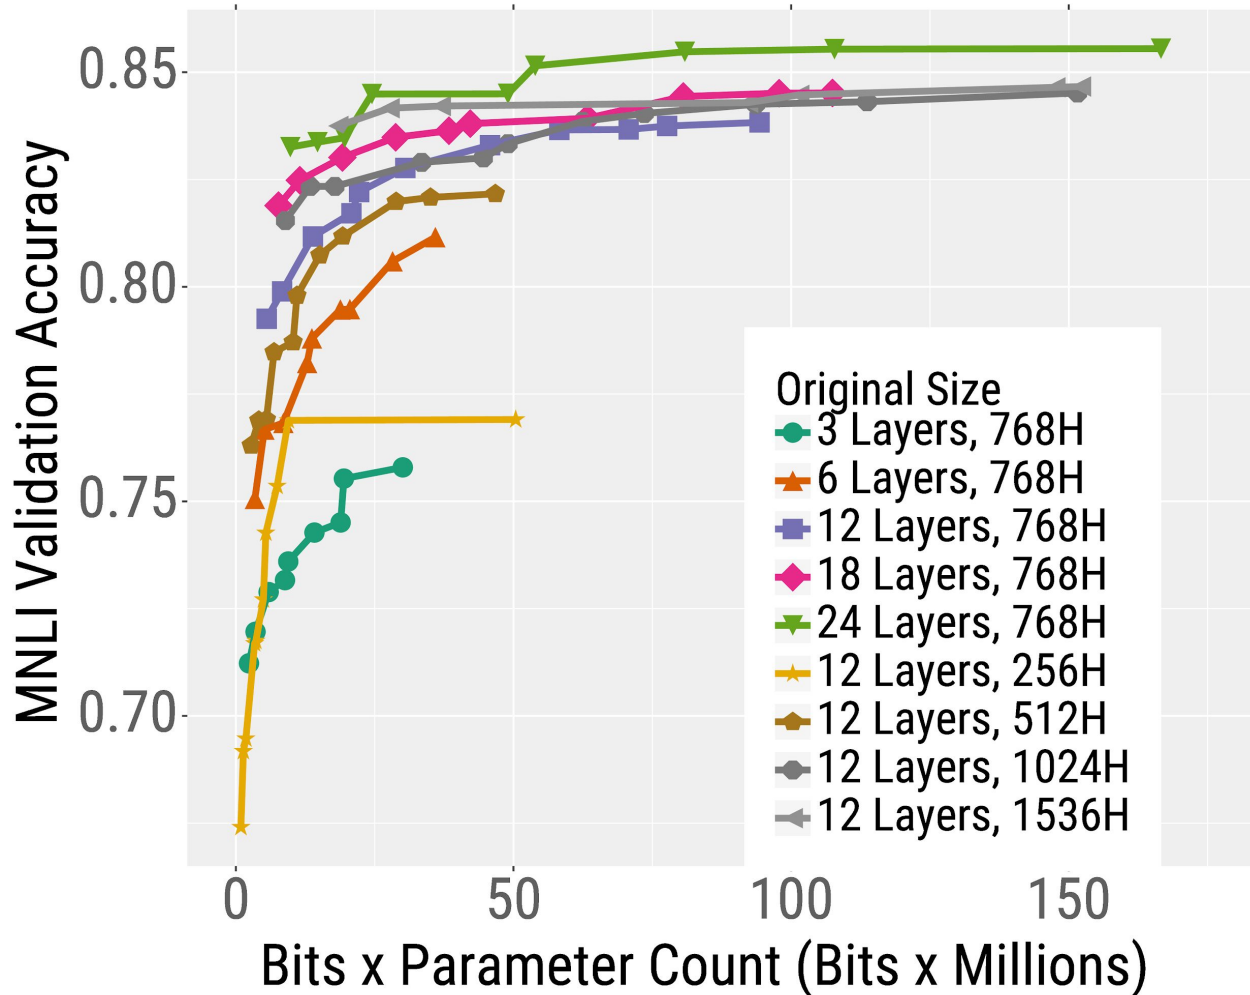 MNLI Validation Accuracy
0.85
0.80
0.75
0.70
Original Size
3 Layers, 768H
6 Layers, 768H
12 Layers, 768H
18 Layers, 768H
24 Layers, 768H
12 Layers, 256H
12 Layers, 512H
12 Layers, 1024H
12 Layers, 1536H
0 50 100 150
Bits x Parameter Count (Bits x Millions)